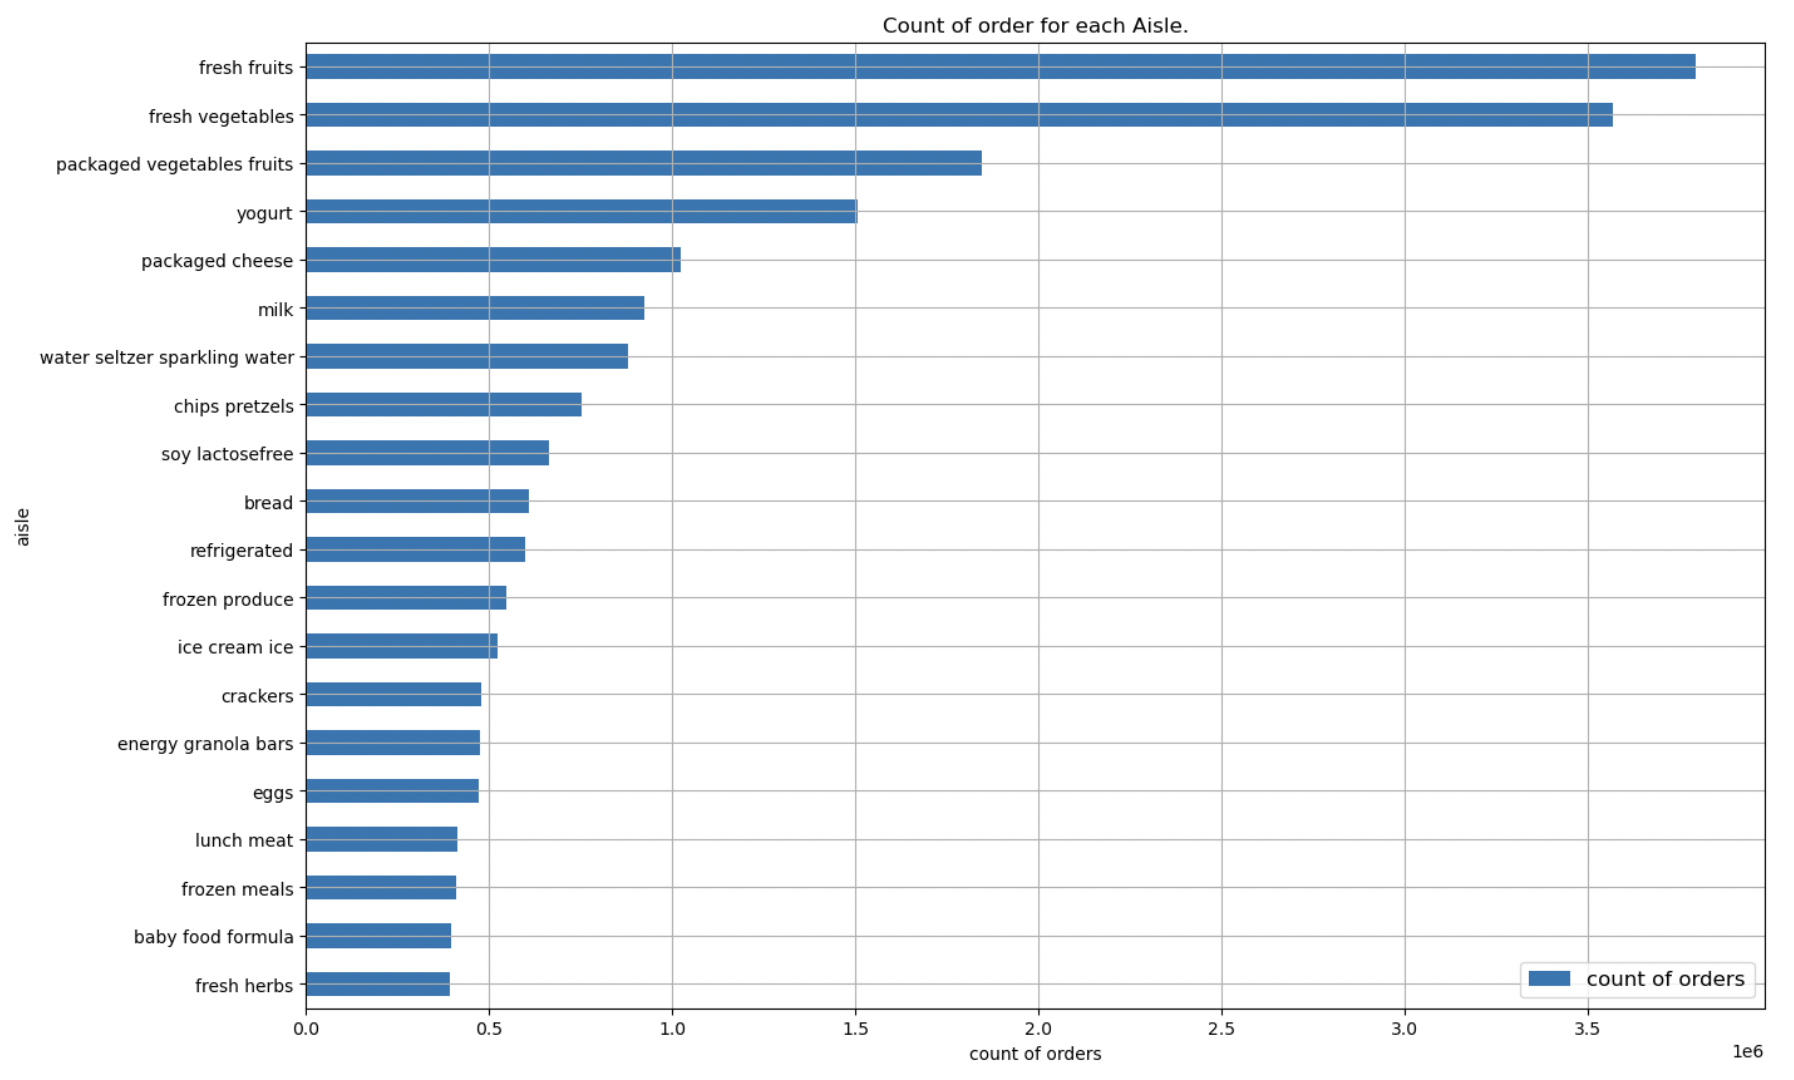 Count of order for each Aisle.
fresh fruits
fresh vegetables
packaged vegetables fruits
yogurt
packaged cheese
milk
water seltzer sparkling water
chips pretzels
soy lactosefree
bread
refrigerated
frozen produce
ice cream ice
crackers
energy granola bars
eggs
lunch meat
frozen meals
baby food formula
fresh herbs
aisle
count of orders
0.0 0.5 1.0 1.5 2.0 2.5 3.0 3.5
count of orders
1e6